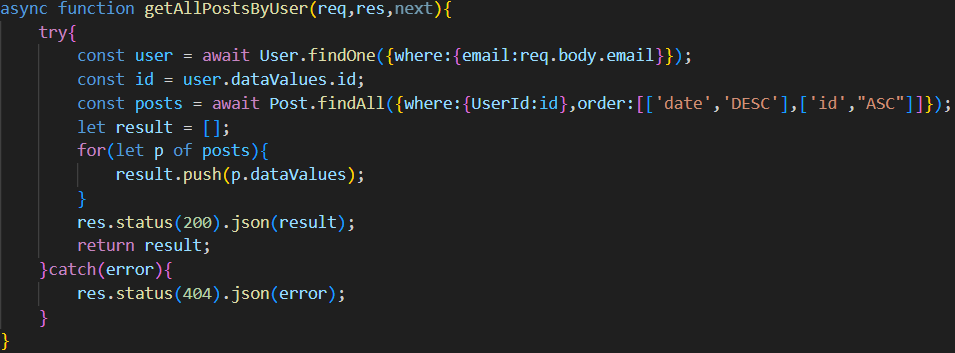 async function getAllPostsByUser(req,res,next){
    try{
        const user = await User.findOne({where:{email:req.body.email}});
        const id = user.dataValues.id;
        const posts = await Post.findAll({where:{UserId:id},order:[['date','DESC'],['id',"ASC"]]});
        let result = [];
        for(let p of posts){
            result.push(p.dataValues);
        }
        res.status(200).json(result);
        return result;
    }catch(error){
        res.status(404).json(error);
    }
}